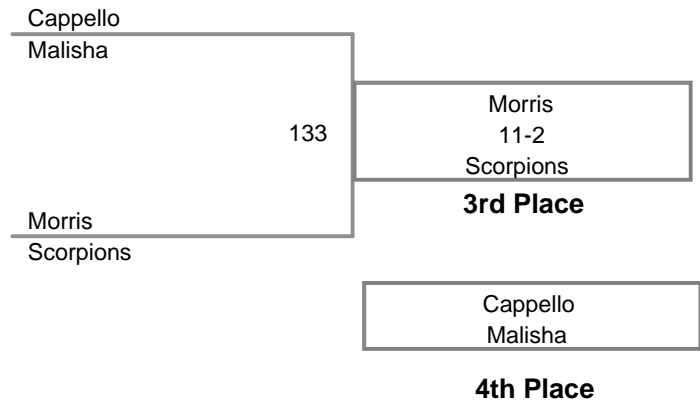 Cappello
Malisha
133
Morris
11-2
Scorpions
3rd Place
Morris
Scorpions
Cappello
Malisha
4th Place